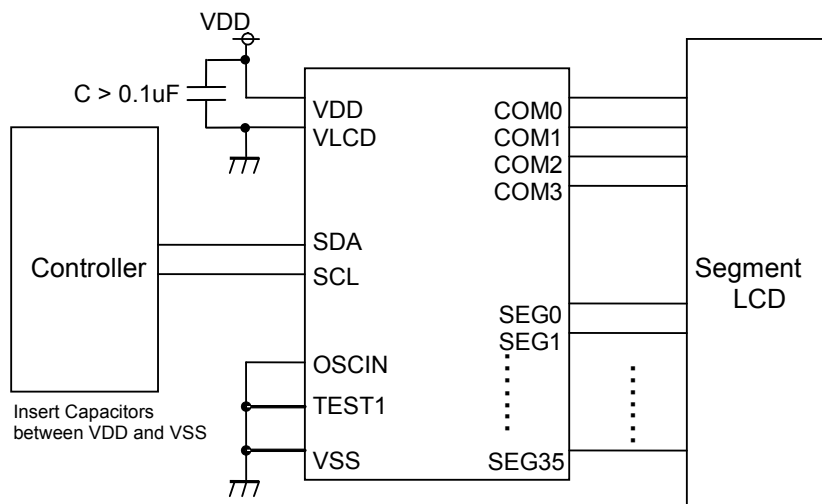 VDD
C > 0.1uF
VDD
VLCD
COM0
COM1
COM2
COM3
Controller
SDA
SCL
Segment
LCD
SEG0
SEG1
OSCIN
TEST1
VSS
SEG35
Insert Capacitors
between VDD and VSS